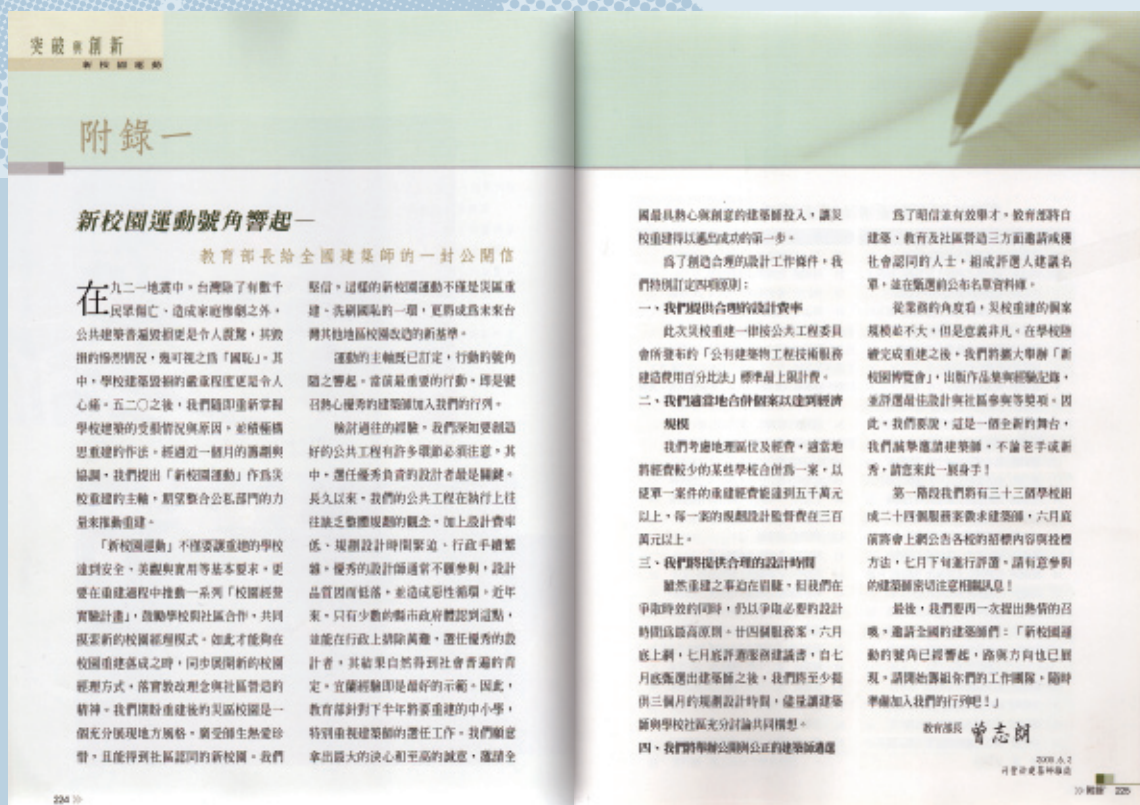 突破與創新
新校園運動
附錄一
新校園運動號角響起—
教育部長給全國建築師的一封公開信
在九二一地震中，台灣除了有數千
民眾傷亡、造成家庭慘劇之外，
公共建築普遍毀損更是令人震驚，其毀
損的慘烈情況，幾可視之為「國恥」。其
中，學校建築毀損的嚴重程度更是令人
心痛。五二〇之後，我們隨即重新掌握
學校建築的受損情況與原因，並積極構
思重建的作法。經過近一個月的籌劃與
協調，我們提出「新校園運動」作為災
校重建的主軸，期望整合公私部門的力
量來推動重建。
「新校園運動」不僅要讓重建的學校
達到安全、美觀與實用等基本要求，更
要在重建過程中推動一系列「校園經營
實驗計畫」，鼓勵學校與社區合作，共同
摸索新的校園經理模式。如此才能夠在
校園重建落成之時，同步展開新的校園
經理方式，落實教改理念與社區營造的
精神。我們期盼重建後的災區校園是一
個充分展現地方風格，廣受師生熱愛珍
惜，且能得到社區認同的新校園。我們
堅信，這樣的新校園運動不僅是災區重
建、洗刷國恥的一環，更將成為未來台
灣其他地區校園改造的新基準。
運動的主軸既已訂定，行動的號角
隨之響起。當前最重要的行動，即是號
召熱心優秀的建築師加入我們的行列。
檢討過往的經驗，我們深知要創造
好的公共工程有許多環節必須注意，其
中，選任優秀負責的設計者最是關鍵。
長久以來，我們的公共工程在執行上往
往缺乏整體規劃的觀念，加上設計費率
低、規劃設計時間緊迫、行政手續繁
雜，優秀的設計師通常不願參與，設計
品質因而低落，並造成惡性循環。近年
來，只有少數的縣市政府體認到這點，
並能在行政上排除萬難，選任優秀的設
計者，其結果自然得到社會普遍的肯
定。宜蘭經驗即是最好的示範。因此，
教育部針對下半年將要重建的中小學，
特別重視建築師的選任工作。我們願意
拿出最大的決心和至高的誠意，邀請全
國最具熱心與創意的建築師投入，讓災
校重建得以邁出成功的第一步。
為了創造合理的設計工作條件，我
們特別訂定四項原則：
一、我們提供合理的設計費率
此次災校重建一律按公共工程委員
會所發布的「公有建築物工程技術服務
建造費用百分比法」標準最上限計費。
二、我們適當地合併個案以達到經濟
規模
我們考慮地理區位及經費，適當地
將經費較少的某些學校合併為一案，以
使單一案件的重建經費能達到五千萬元
以上，每一案的規劃設計監督費在三百
萬元以上。
三、我們將提供合理的設計時間
雖然重建之事迫在眉睫，但我們在
爭取時效的同時，仍以爭取必要的設計
時間為最高原則。廿四個服務案，六月
底上網，七月底評選服務建議書，自七
月底甄選出建築師之後，我們將至少提
供三個月的規劃設計時間，儘量讓建築
師與學校社區充分討論共同構想。
四、我們將舉辦公開與公正的建築師遴選
為了昭信並有效舉才，教育部將自
建築、教育及社區營造三方面邀請或獲
社會認同的人士，組成評選人建議名
單，並在甄選前公布名單資料庫。
從業務的角度看，災校重建的個案
規模並不大，但是意義非凡。在學校陸
續完成重建之後，我們將擴大舉辦「新
校園博覽會」，出版作品集與經驗記錄，
並評選最佳設計與社區參與等獎項。因
此，我們要說，這是一個全新的舞台，
我們誠摯邀請建築師，不論老手或新
秀，請您來此一展身手！
第一階段我們將有三十三個學校組
成二十四個服務案徵求建築師，六月底
前將會上網公告各校的招標內容與投標
方法，七月下旬進行評選。請有意參與
的建築師密切注意相關訊息！
最後，我們要再一次提出熱情的召
喚，邀請全國的建築師們：「新校園運
動的號角已經響起，路與方向也已展
現，請開始籌組你們的工作團隊，隨時
準備加入我們的行列吧！」
教育部長 曾志朗
224
附錄 225